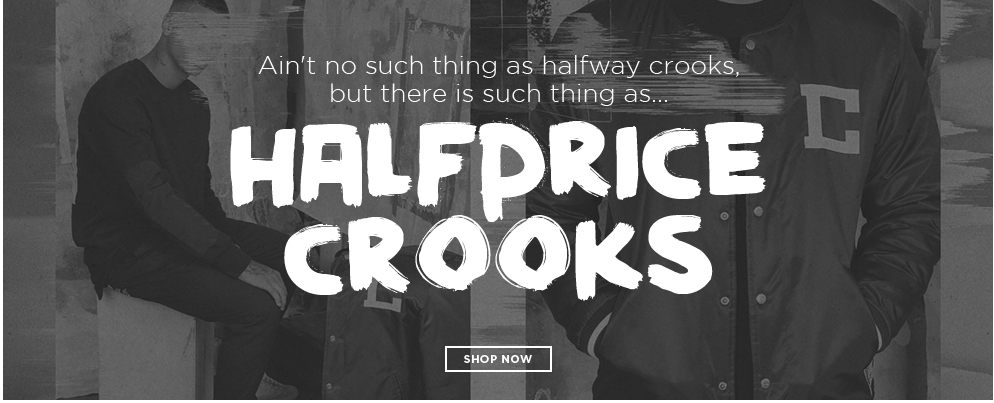 Ain't no such thing as halfway crooks,
but there is such thing as...
HALFPRICE
CROOKS
C
C
SHOP NOW